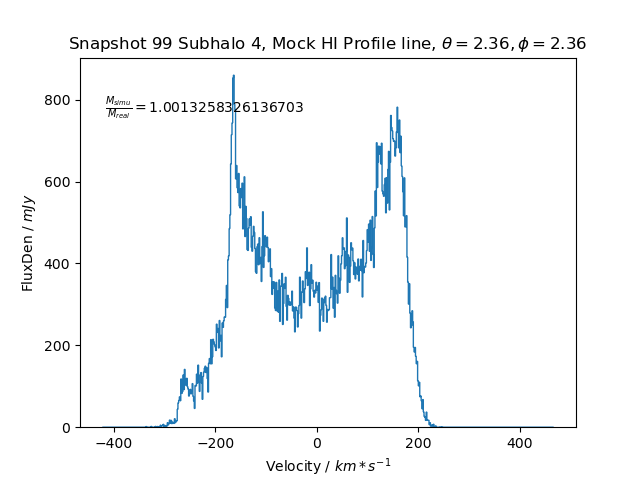 Snapshot 99 Subhalo 4, Mock HI Profile line, θ = 2.36, ϕ = 2.36
M_simu/M_real = 1.0013258326136703
800
600
400
200
0
FluxDen / mJy
−400 −200 0 200 400
Velocity / km * s⁻¹